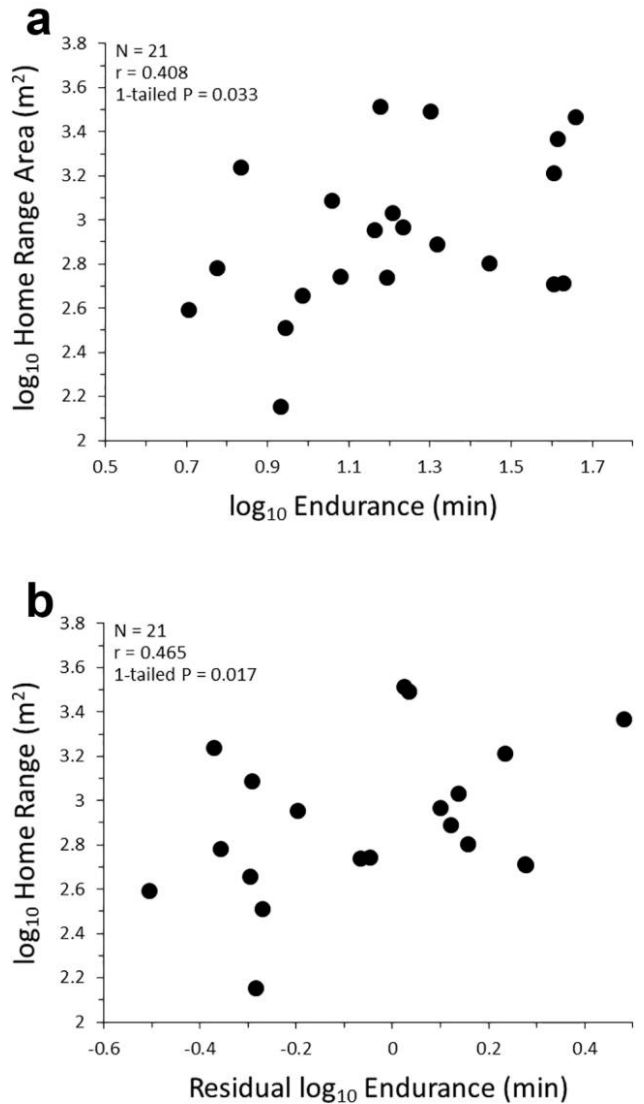 a
N = 21
r = 0.408
1-tailed P = 0.033
log₁₀ Home Range Area (m²)
3.8
3.6
3.4
3.2
3
2.8
2.6
2.4
2.2
2
0.5 0.7 0.9 1.1 1.3 1.5 1.7
log₁₀ Endurance (min)
b
N = 21
r = 0.465
1-tailed P = 0.017
log₁₀ Home Range (m²)
3.8
3.6
3.4
3.2
3
2.8
2.6
2.4
2.2
2
-0.6 -0.4 -0.2 0 0.2 0.4
Residual log₁₀ Endurance (min)